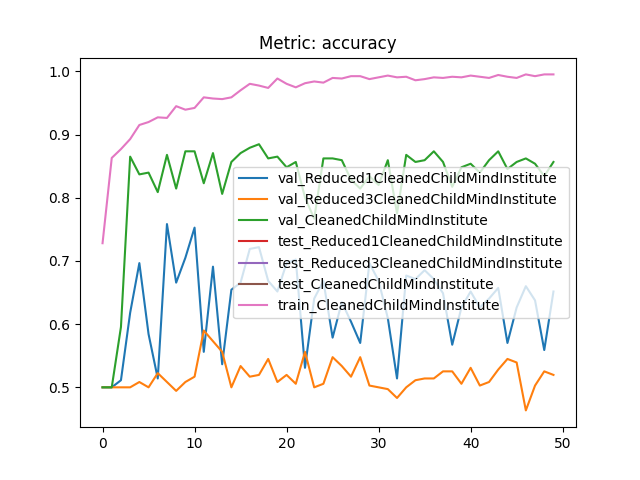 Metric: accuracy
1.0
0.9
0.8
0.7
0.6
0.5
val_Reduced1CleanedChildMindInstitute
val_Reduced3CleanedChildMindInstitute
val_CleanedChildMindInstitute
test_Reduced1CleanedChildMindInstitute
test_Reduced3CleanedChildMindInstitute
test_CleanedChildMindInstitute
train_CleanedChildMindInstitute
0 10 20 30 40 50